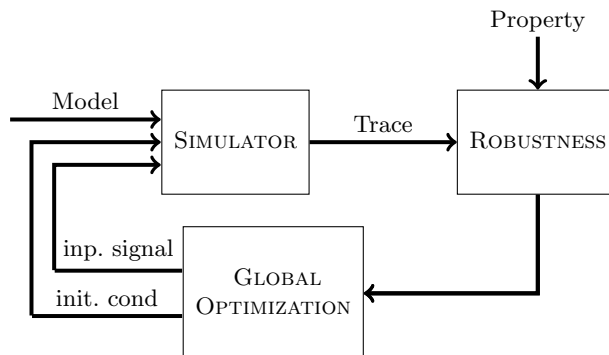 Property
Model
Trace
SIMULATOR
ROBUSTNESS
inp. signal
init. cond
GLOBAL
OPTIMIZATION